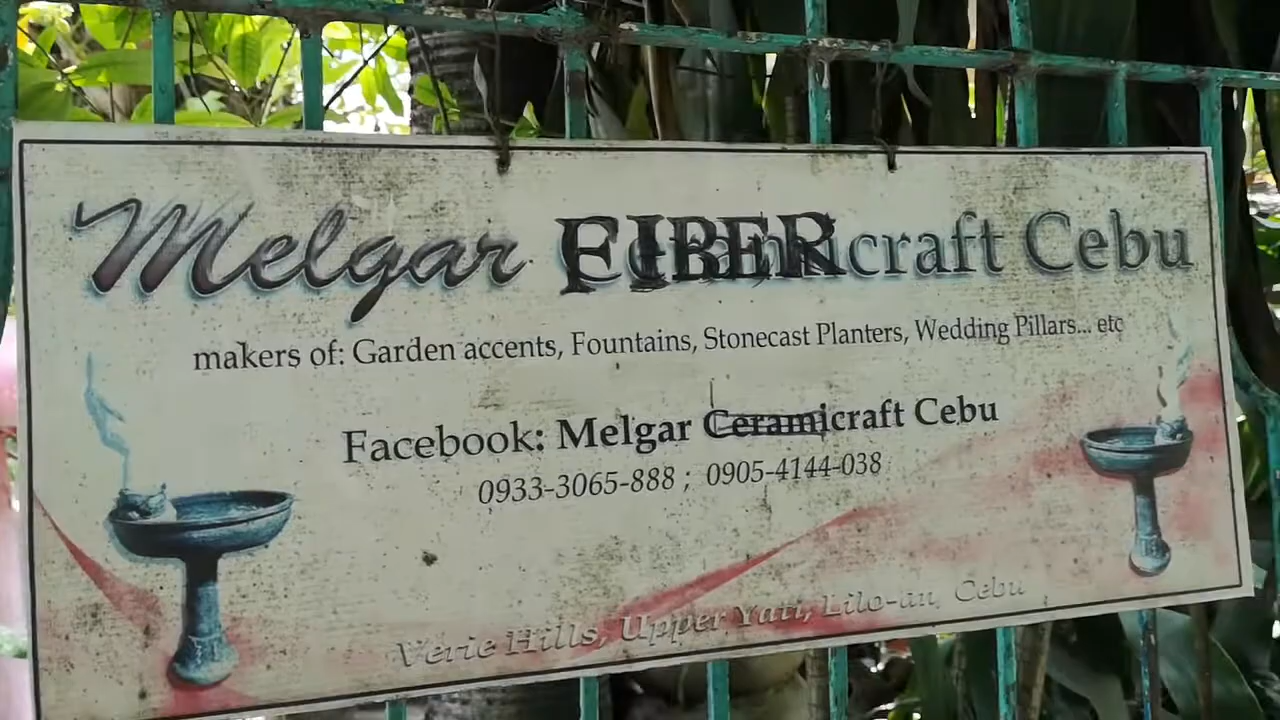 Melgar FIBERcraft Cebu
makers of: Garden accents, Fountains, Stonecast Planters, Wedding Pillars... etc
Facebook: Melgar Ceramicraft Cebu
0933-3065-888 ; 0905-4144-038
Verie Hills, Upper Yati, Lilo-an, Cebu